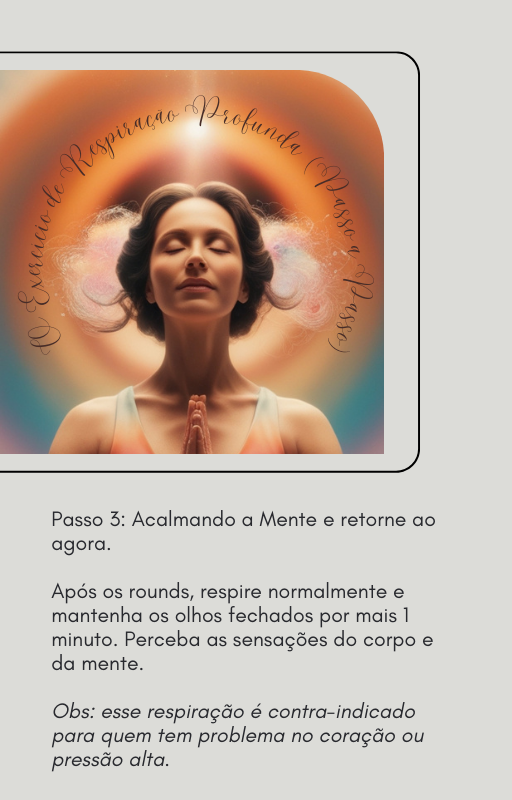 O Exercício de Respiração Profunda (Passo a Passo)
Passo 3: Acalmando a Mente e retorne ao
agora.
Após os rounds, respire normalmente e
mantenha os olhos fechados por mais 1
minuto. Perceba as sensações do corpo e
da mente.
Obs: esse respiração é contra-indicado
para quem tem problema no coração ou
pressão alta.